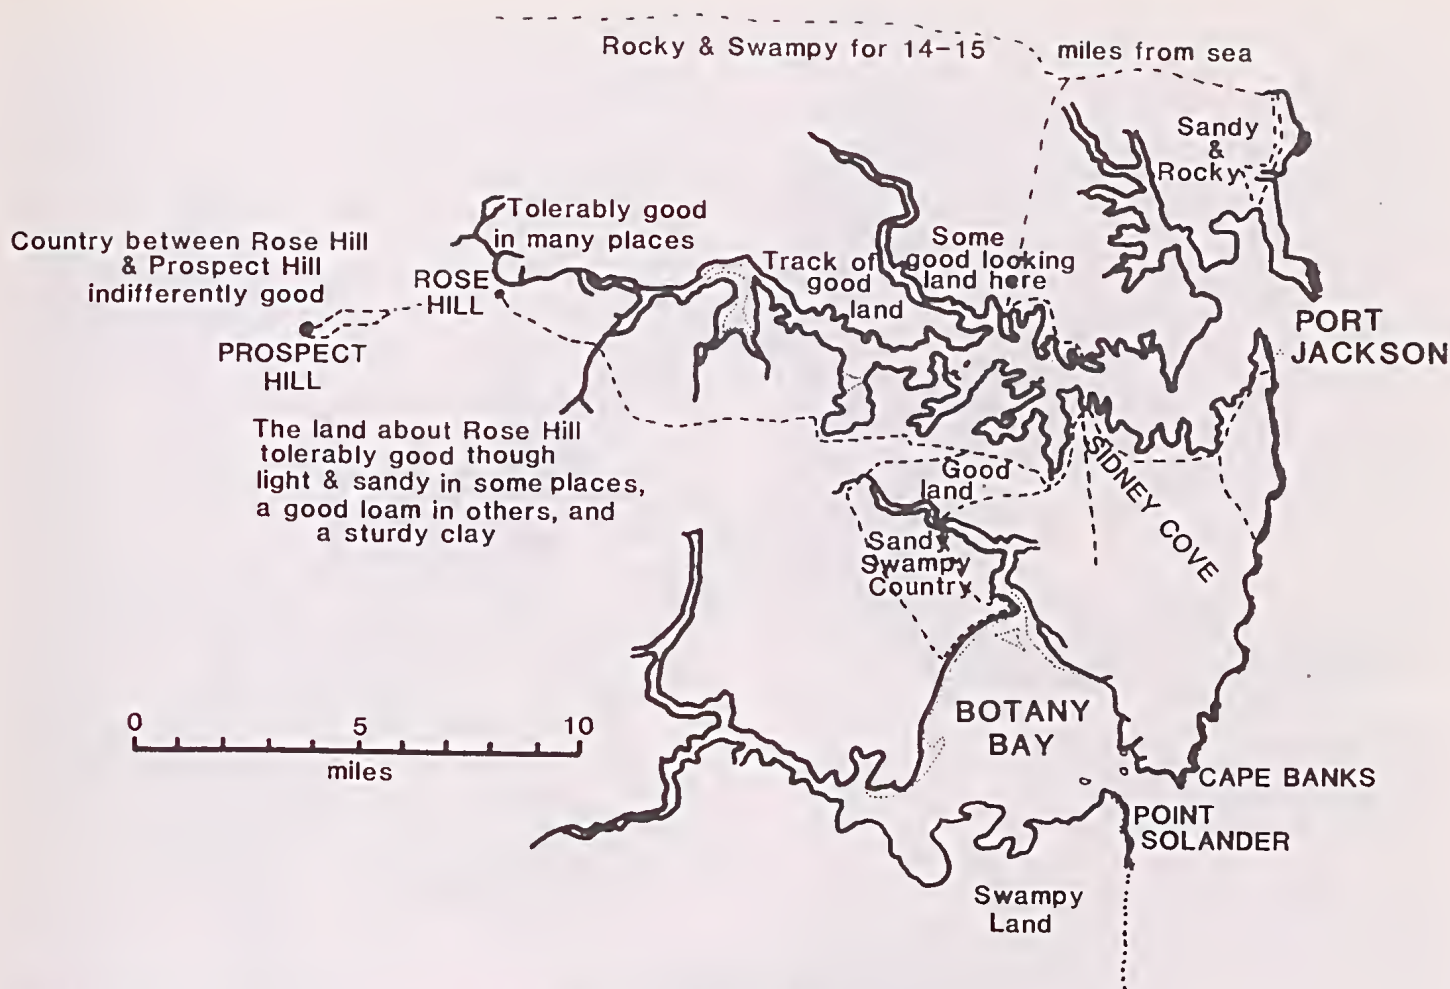 Rocky & Swampy for 14-15 miles from sea
Sandy
&
Rocky
Tolerably good
in many places
Country between Rose Hill
& Prospect Hill
indifferently good
ROSE
HILL
PROSPECT
HILL
Track of
good
land
Some
good looking
land here
PORT
JACKSON
The land about Rose Hill
tolerably good though
light & sandy in some places,
a good loam in others, and
a sturdy clay
Good
land
SIDNEY COVE
Sandy
Swampy
Country
0 5 10
miles
BOTANY
BAY
CAPE BANKS
POINT
SOLANDER
Swampy
Land